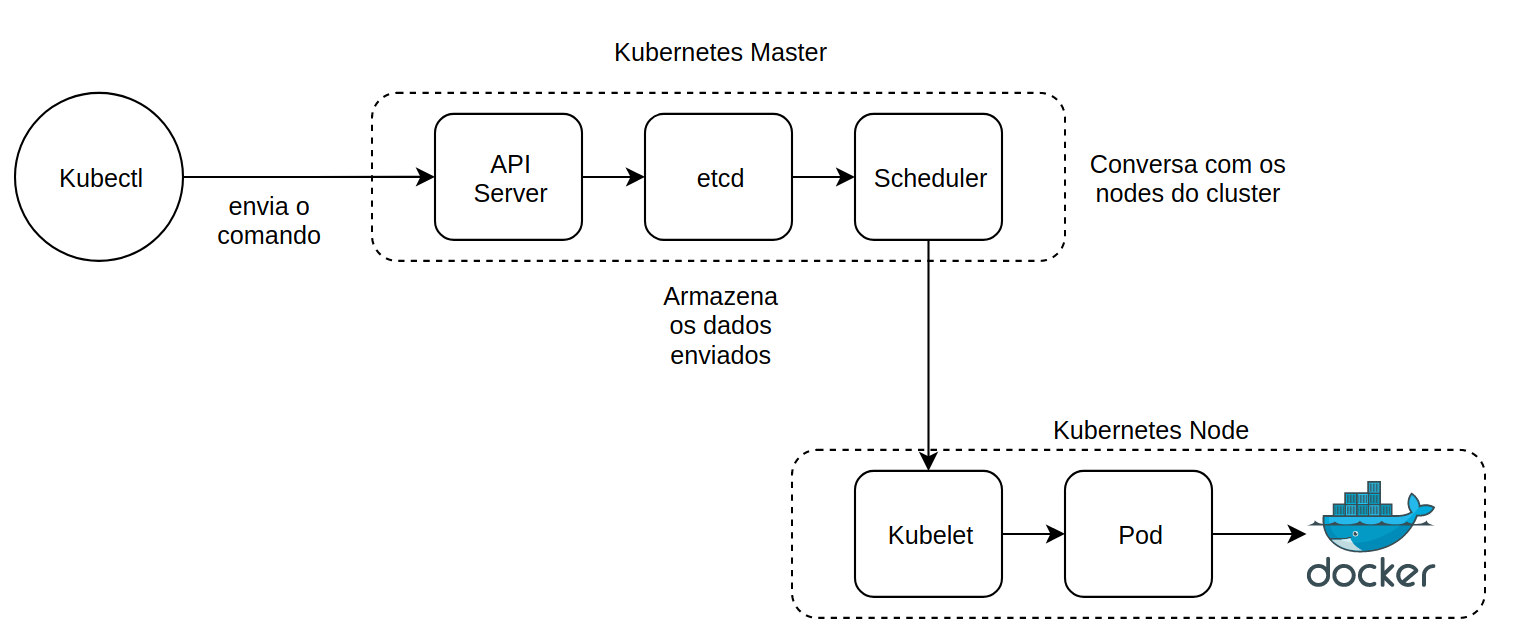 Kubernetes Master
Kubectl
envia o
comando
API
Server
etcd
Scheduler
Conversa com os
nodes do cluster
Armazena
os dados
enviados
Kubernetes Node
Kubelet
Pod
docker